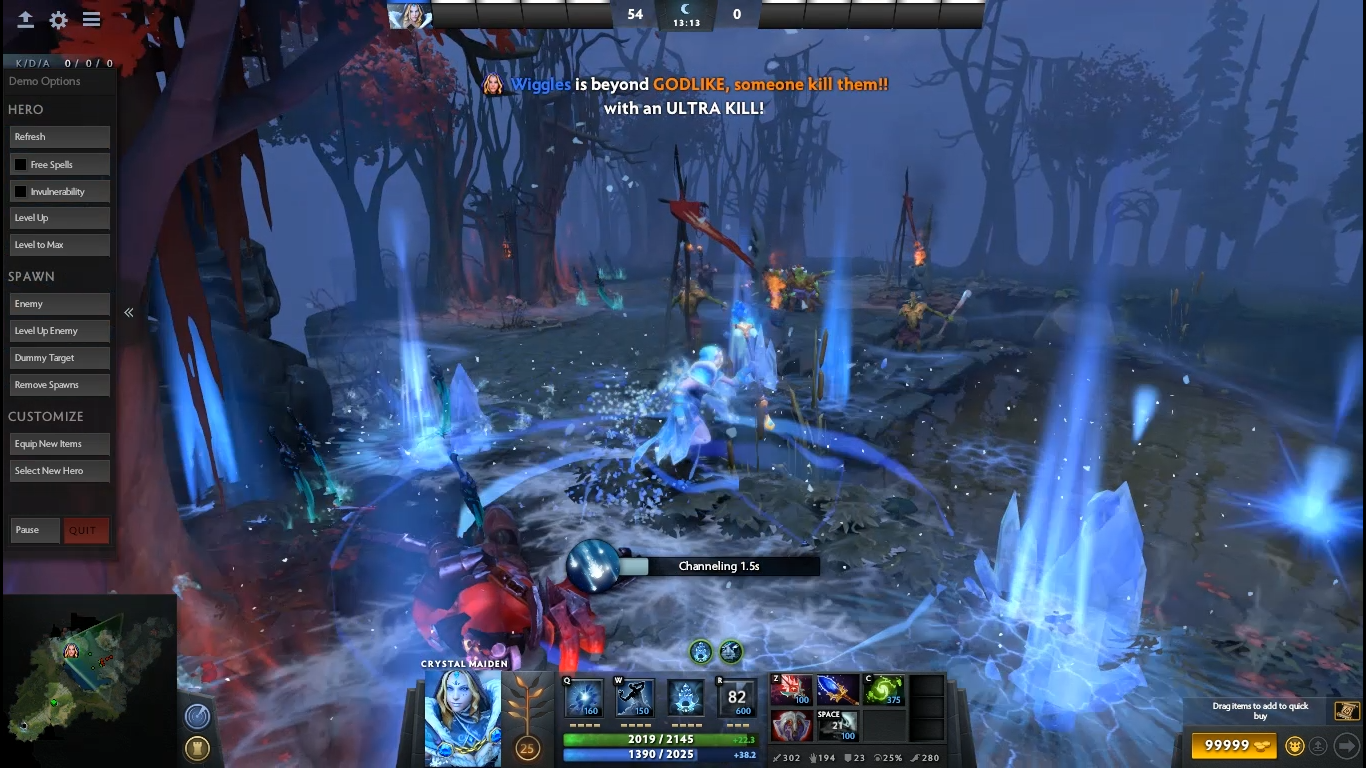 54
13:13
0
K/D/A 0 / 0 / 0
Demo Options
Wiggles is beyond GODLIKE, someone kill them!!
with an ULTRA KILL!
HERO
Refresh
Free Spells
Invulnerability
Level Up
Level to Max
SPAWN
Enemy
Level Up Enemy
Dummy Target
Remove Spawns
CUSTOMIZE
Equip New Items
Select New Hero
Pause
QUIT
«
Channeling 1.5s
CRYSTAL MAIDEN
25
Q
160
W
150
R
82
600
2019 / 2145
+22.3
1390 / 2025
+38.2
Z
100
C
375
SPACE
21
100
302
194
23
25%
280
Drag items to add to quick
buy
99999